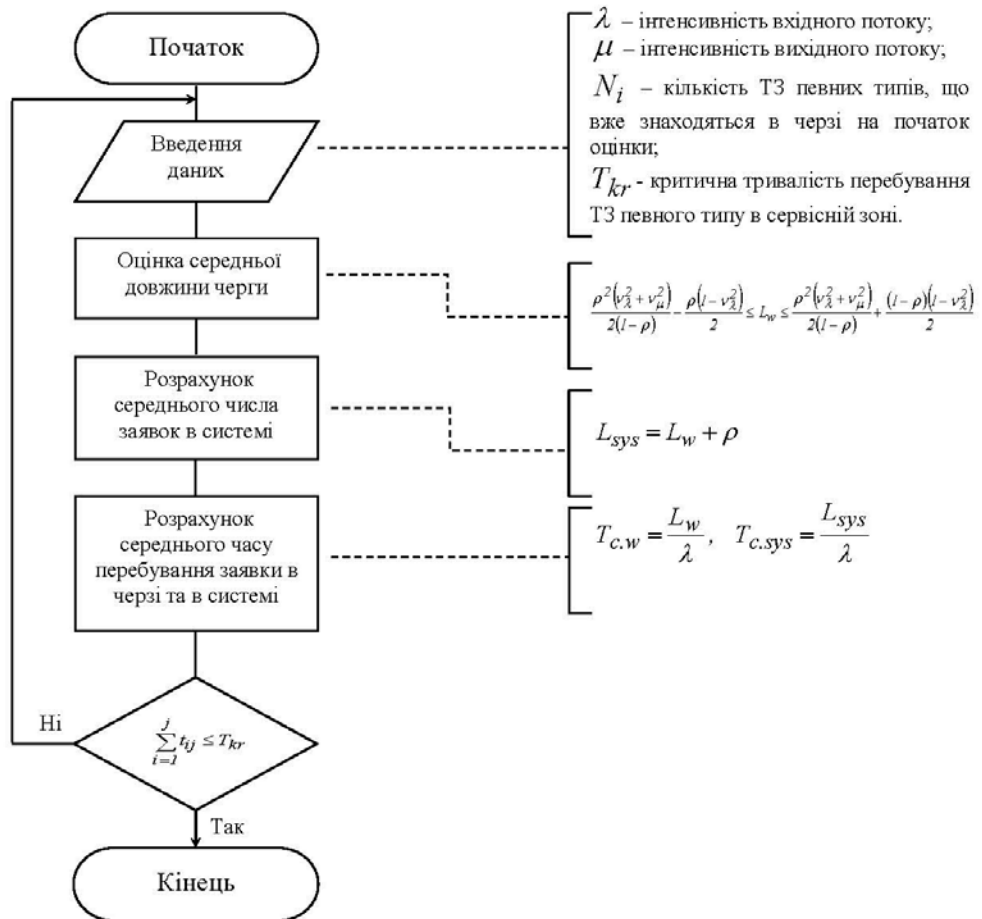 Початок
λ – інтенсивність вхідного потоку;
μ – інтенсивність вихідного потоку;
N_i – кількість ТЗ певних типів, що
вже знаходяться в черзі на початок
оцінки;
T_kr - критична тривалість перебування
ТЗ певного типу в сервісній зоні.
Введення
даних
Оцінка середньої
довжини черги
ρ²(ν_λ² + ν_μ²)/2(1 − ρ) − ρ(1 − ν_λ²)/2 ≤ L_w ≤ ρ²(ν_λ² + ν_μ²)/2(1 − ρ) + (1 − ρ)(1 − ν_λ²)/2
Розрахунок
середнього числа
заявок в системі
L_sys = L_w + ρ
Розрахунок
середнього часу
перебування заявки в
черзі та в системі
T_c.w = L_w/λ , T_c.sys = L_sys/λ
Ні
∑_{i=1}^{j} t_ij ≤ T_kr
Так
Кінець